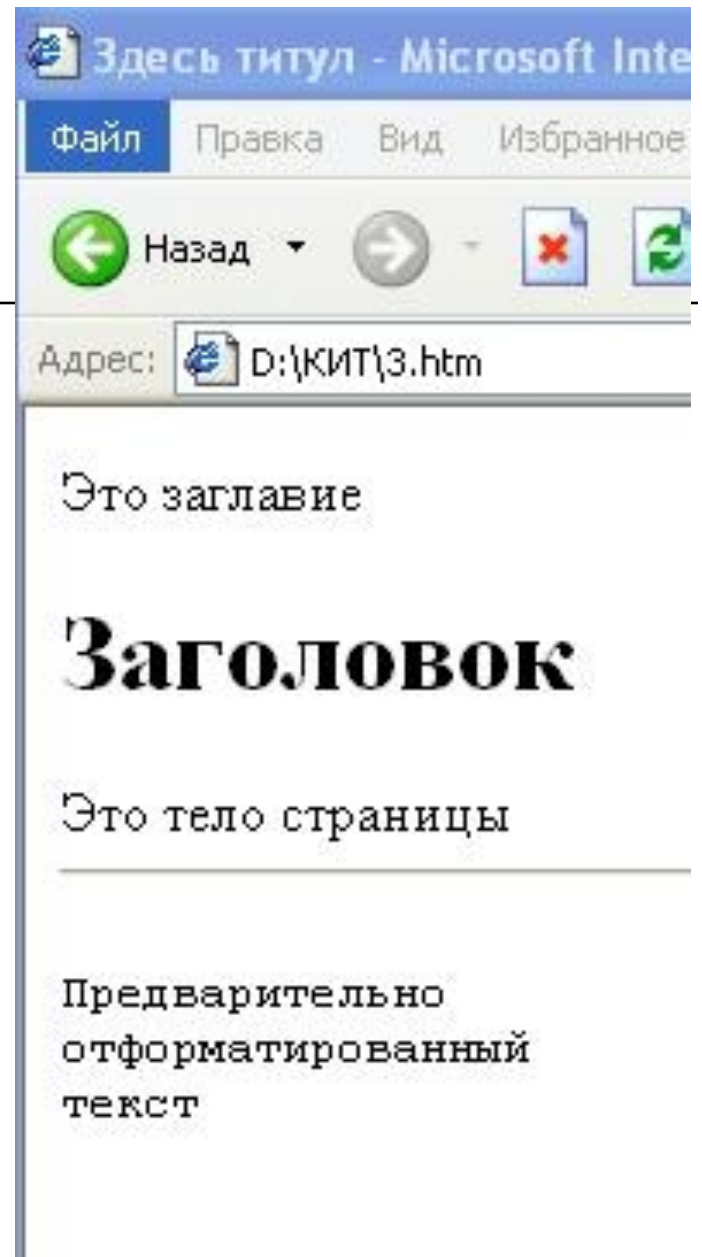 Здесь титул - Microsoft Inte
Файл Правка Вид Избранное
Назад
Адрес: D:\КИТ\3.htm
Это заглавие
Заголовок
Это тело страницы
Предварительно
отформатированный
текст